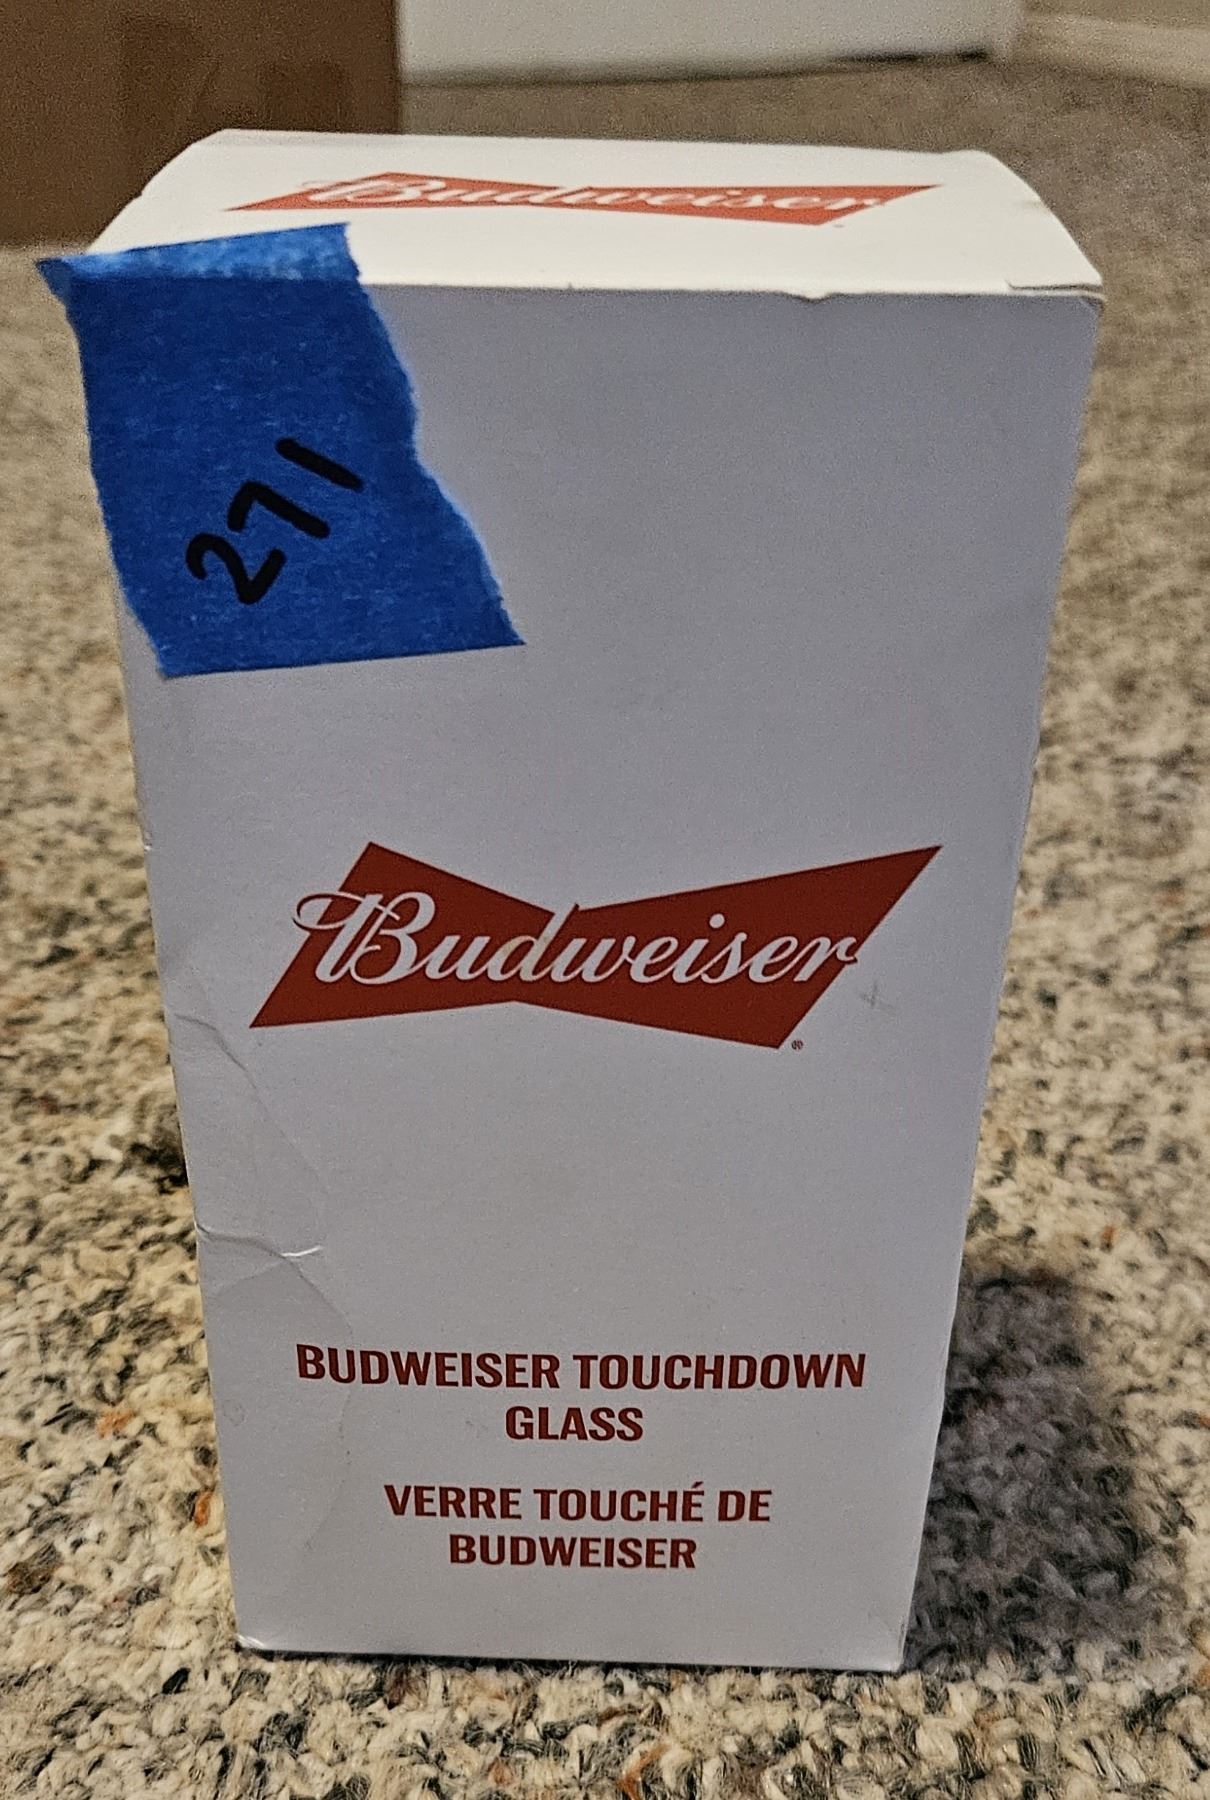 Budweiser
271
Budweiser
®
BUDWEISER TOUCHDOWN
GLASS
VERRE TOUCHÉ DE
BUDWEISER